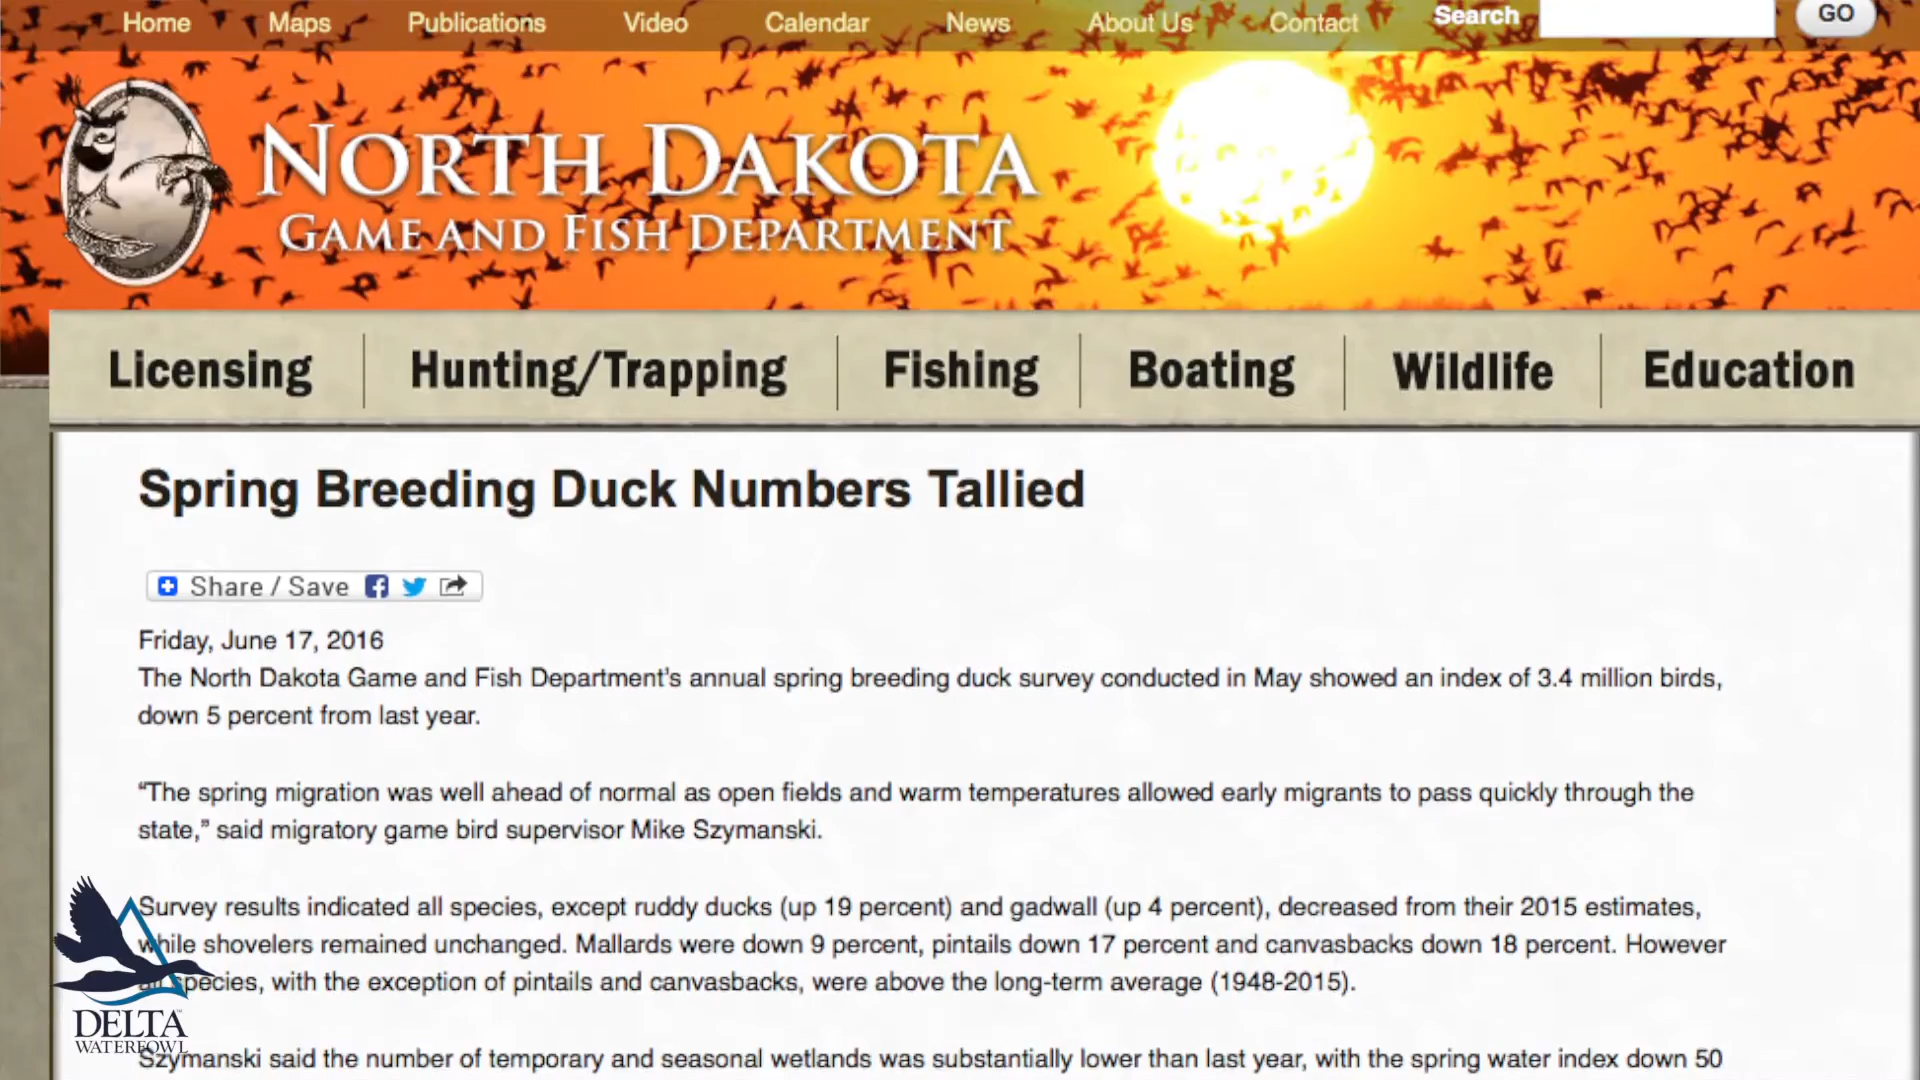 Home Maps Publications Video Calendar News About Us Contact Search GO
NORTH DAKOTA
GAME AND FISH DEPARTMENT
Licensing Hunting/Trapping Fishing Boating Wildlife Education
Spring Breeding Duck Numbers Tallied
Share / Save
Friday, June 17, 2016
The North Dakota Game and Fish Department's annual spring breeding duck survey conducted in May showed an index of 3.4 million birds,
down 5 percent from last year.
“The spring migration was well ahead of normal as open fields and warm temperatures allowed early migrants to pass quickly through the
state,” said migratory game bird supervisor Mike Szymanski.
Survey results indicated all species, except ruddy ducks (up 19 percent) and gadwall (up 4 percent), decreased from their 2015 estimates,
while shovelers remained unchanged. Mallards were down 9 percent, pintails down 17 percent and canvasbacks down 18 percent. However
all species, with the exception of pintails and canvasbacks, were above the long-term average (1948-2015).
DELTA
WATERFOWL
Szymanski said the number of temporary and seasonal wetlands was substantially lower than last year, with the spring water index down 50